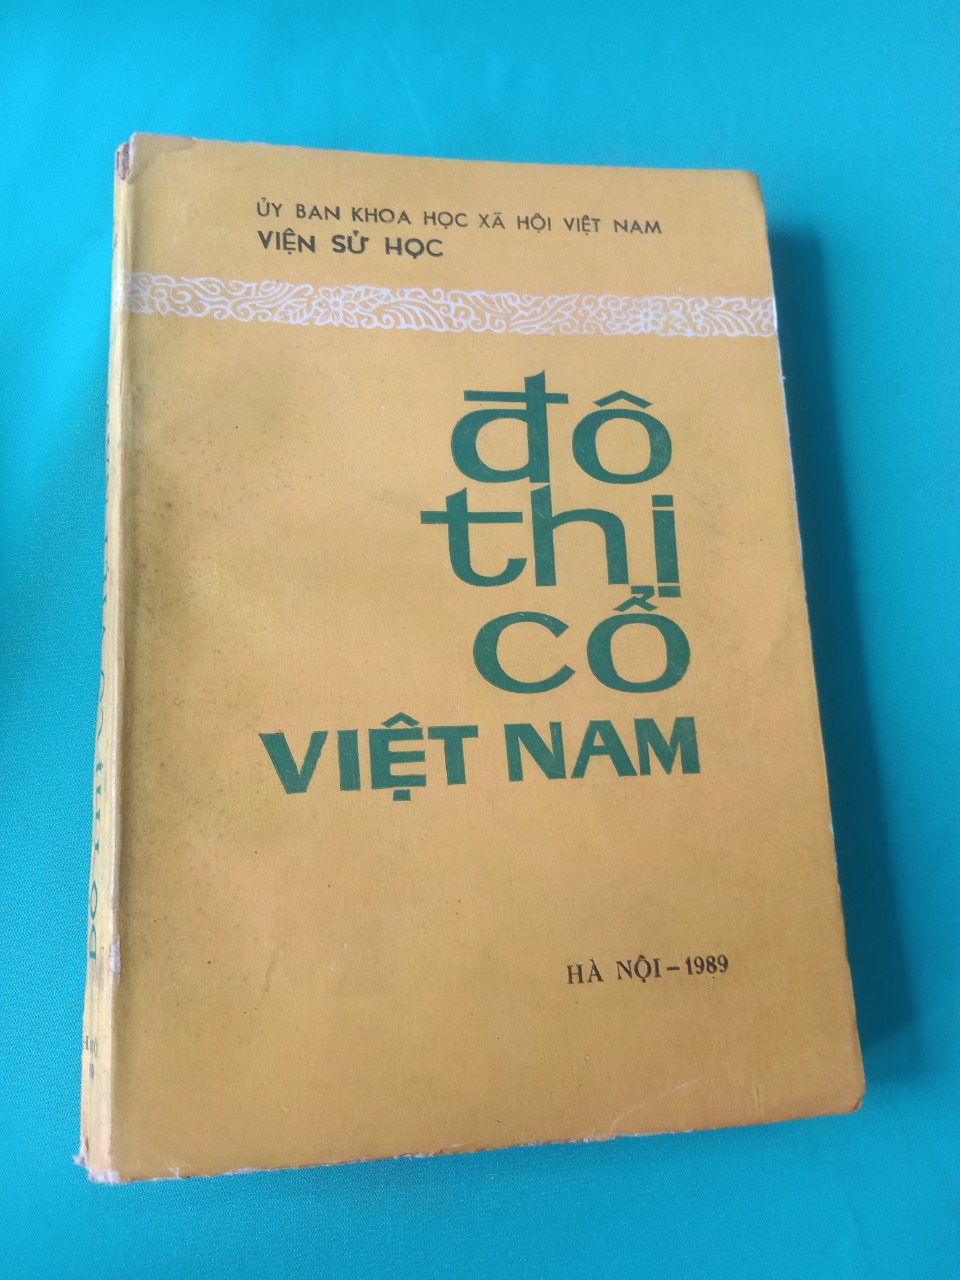 ỦY BAN KHOA HỌC XÃ HỘI VIỆT NAM
VIỆN SỬ HỌC
đô
thị
cổ
VIỆT NAM
HÀ NỘI – 1989